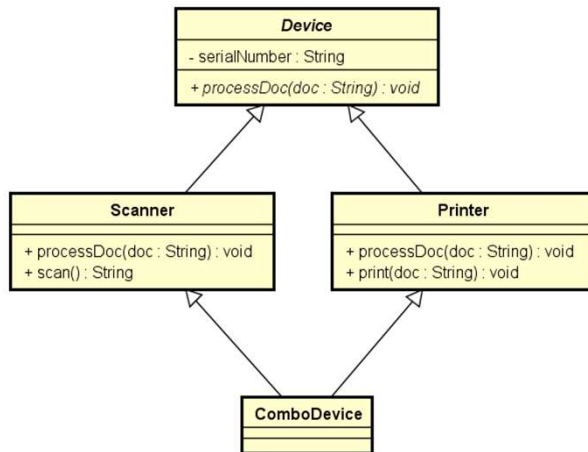 Device
- serialNumber : String
+ processDoc(doc : String) : void
Scanner
+ processDoc(doc : String) : void
+ scan() : String
Printer
+ processDoc(doc : String) : void
+ print(doc : String) : void
ComboDevice